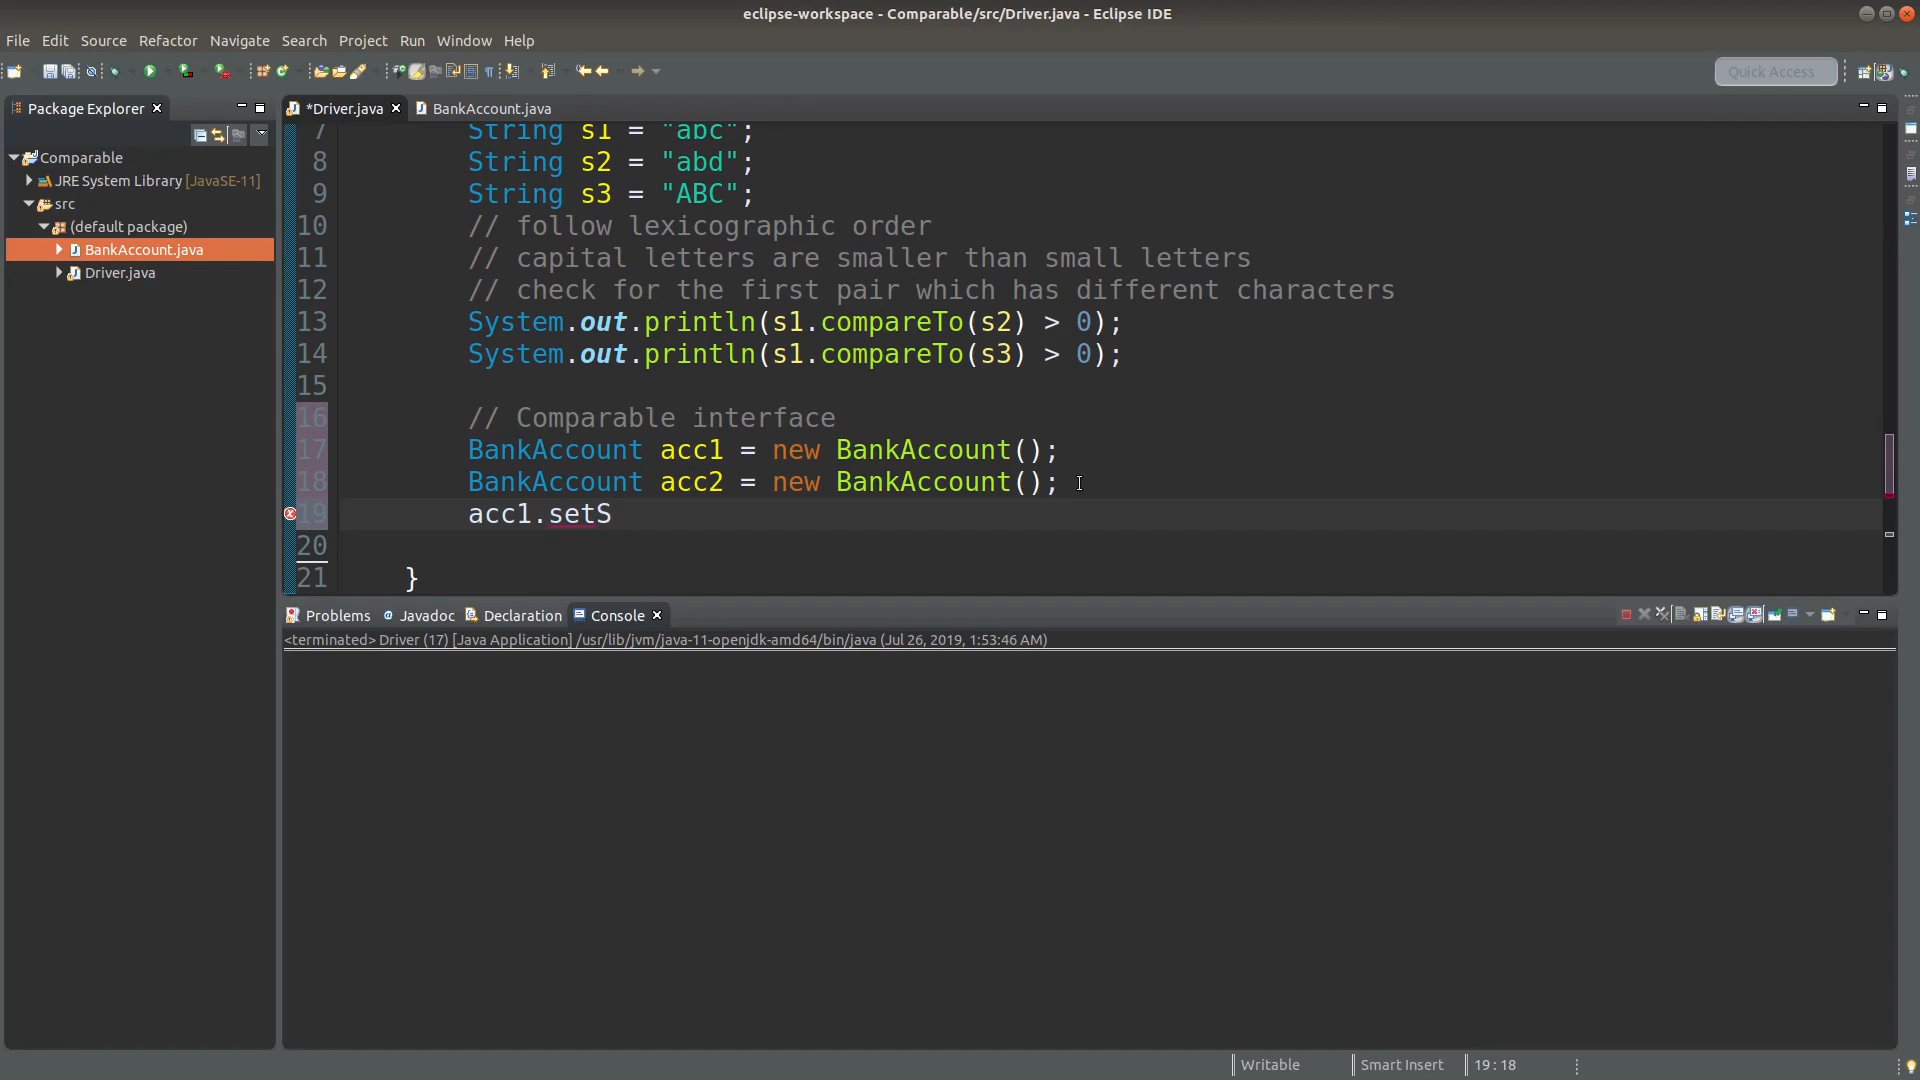 eclipse-workspace - Comparable/src/Driver.java - Eclipse IDE
File Edit Source Refactor Navigate Search Project Run Window Help
Quick Access
Package Explorer
*Driver.java
BankAccount.java
Comparable
JRE System Library [JavaSE-11]
src
(default package)
BankAccount.java
Driver.java
7 String s1 = "abc";
8 String s2 = "abd";
9 String s3 = "ABC";
10 // follow lexicographic order
11 // capital letters are smaller than small letters
12 // check for the first pair which has different characters
13 System.out.println(s1.compareTo(s2) > 0);
14 System.out.println(s1.compareTo(s3) > 0);
15
16 // Comparable interface
17 BankAccount acc1 = new BankAccount();
18 BankAccount acc2 = new BankAccount();
19 acc1.setS
20
21 }
Problems Javadoc Declaration Console
<terminated> Driver (17) [Java Application] /usr/lib/jvm/java-11-openjdk-amd64/bin/java (Jul 26, 2019, 1:53:46 AM)
Writable Smart Insert 19 : 18